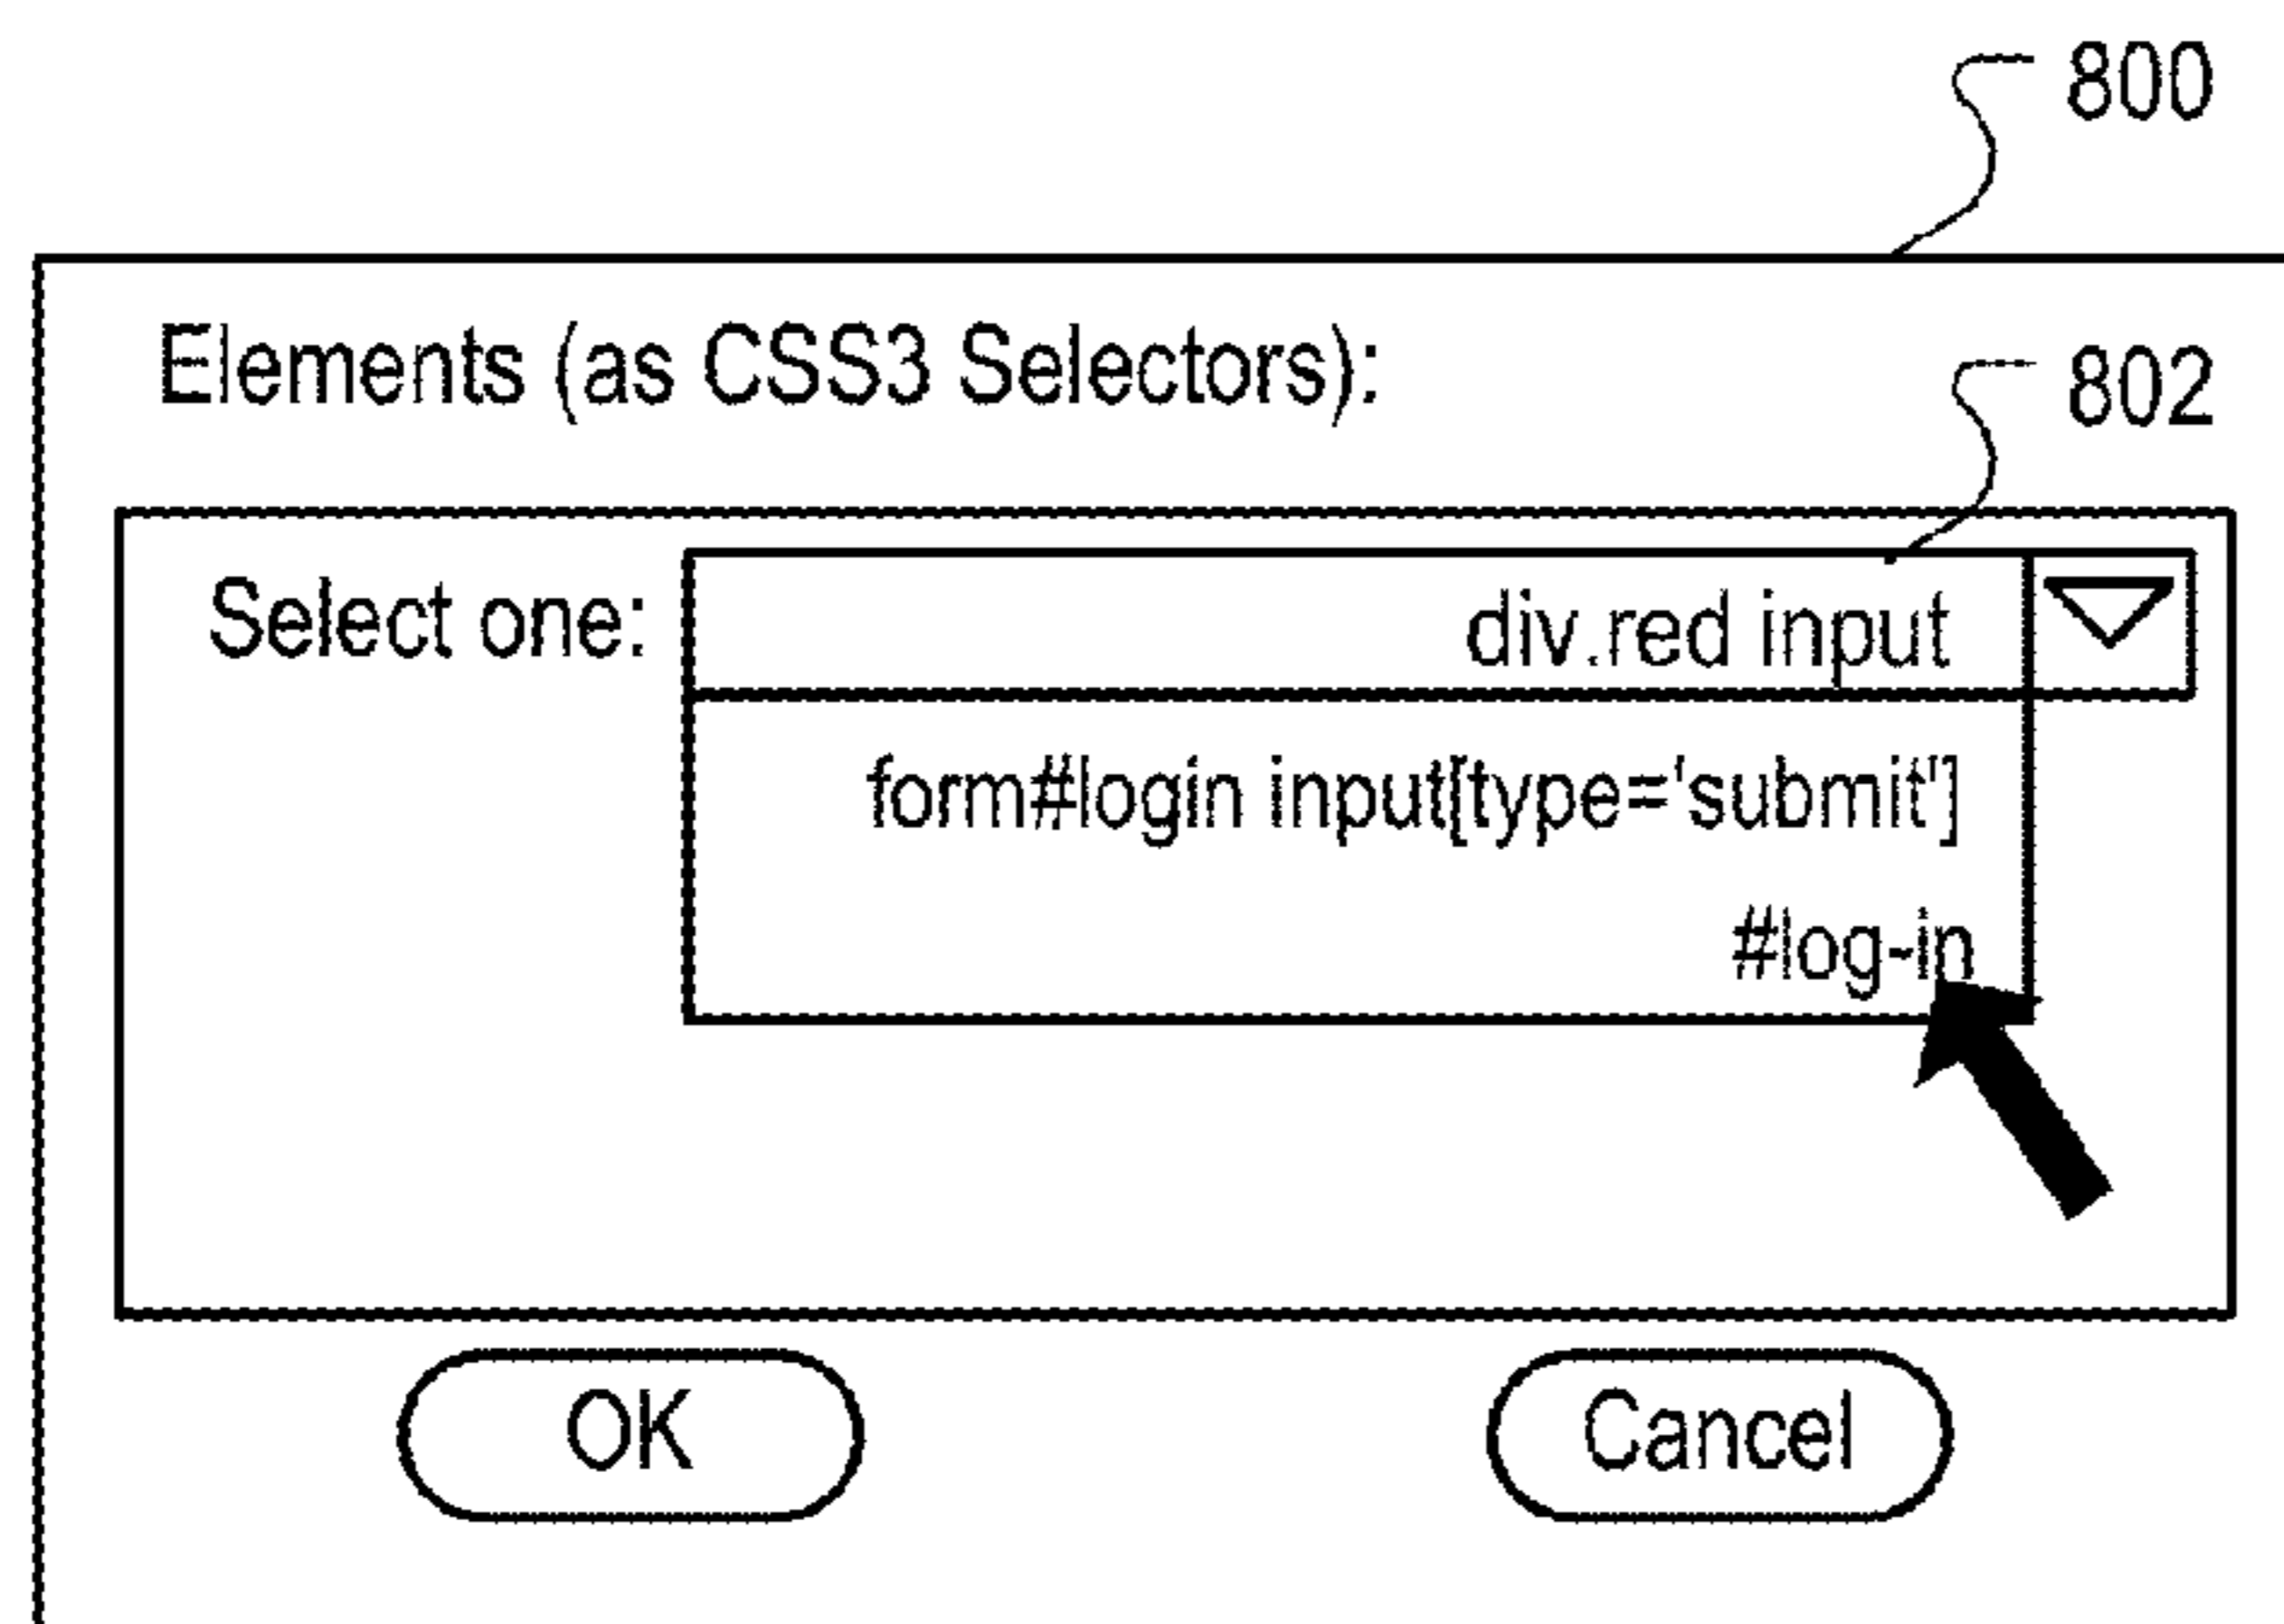 800
Elements (as CSS3 Selectors):
802
Select one:
div.red input
form#login input[type='submit']
#log-in
OK
Cancel